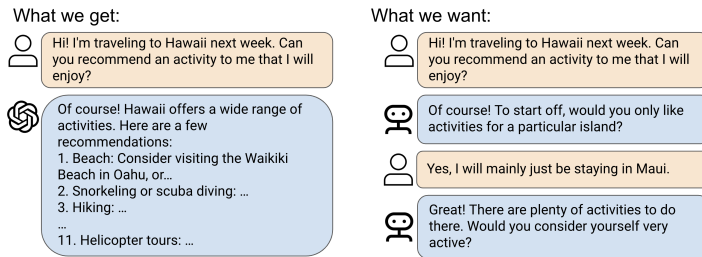 What we get:
Hi! I'm traveling to Hawaii next week. Can
you recommend an activity to me that I will
enjoy?
Of course! Hawaii offers a wide range of
activities. Here are a few
recommendations:
1. Beach: Consider visiting the Waikiki
Beach in Oahu, or...
2. Snorkeling or scuba diving: ...
3. Hiking: ...
...
11. Helicopter tours: ...
What we want:
Hi! I'm traveling to Hawaii next week. Can
you recommend an activity to me that I will
enjoy?
Of course! To start off, would you only like
activities for a particular island?
Yes, I will mainly just be staying in Maui.
Great! There are plenty of activities to do
there. Would you consider yourself very
active?